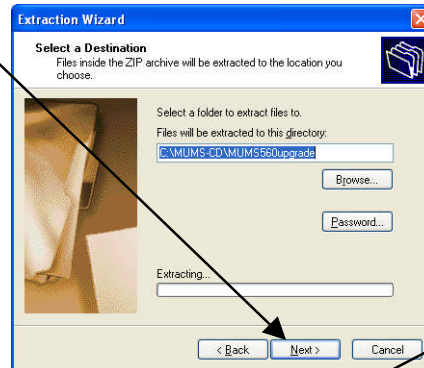 Extraction Wizard
Select a Destination
Files inside the ZIP archive will be extracted to the location you
choose.
Select a folder to extract files to.
Files will be extracted to this directory:
C:\MUMS-CD\MUMS560upgrade
Browse...
Password...
Extracting...
< Back Next > Cancel